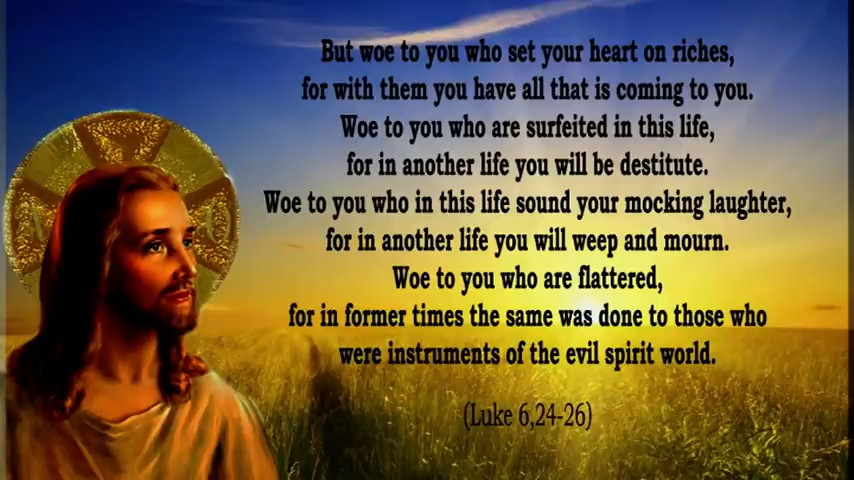 But woe to you who set your heart on riches,
for with them you have all that is coming to you.
Woe to you who are surfeited in this life,
for in another life you will be destitute.
Woe to you who in this life sound your mocking laughter,
for in another life you will weep and mourn.
Woe to you who are flattered,
for in former times the same was done to those who
were instruments of the evil spirit world.
(Luke 6,24-26)